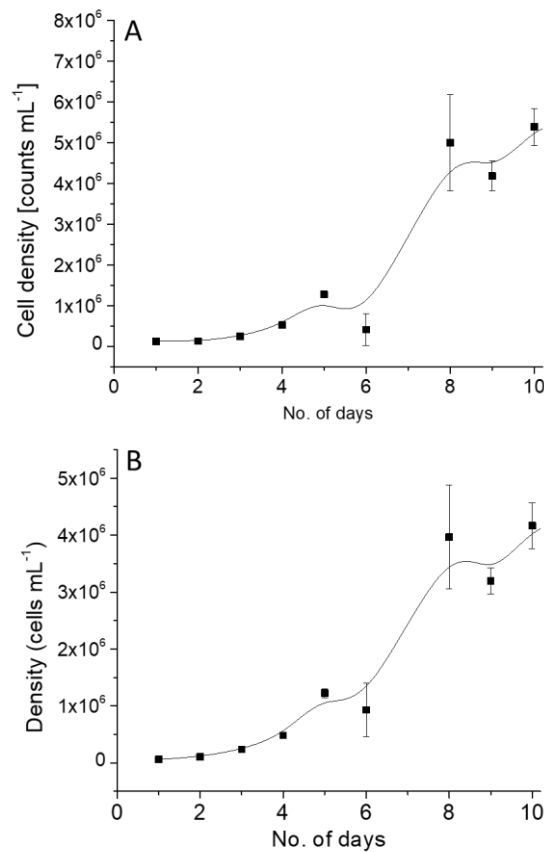 A
8x10⁶
7x10⁶
6x10⁶
5x10⁶
4x10⁶
3x10⁶
2x10⁶
1x10⁶
0
Cell density [counts mL⁻¹]
0 2 4 6 8 10
No. of days
B
5x10⁶
4x10⁶
3x10⁶
2x10⁶
1x10⁶
0
Density (cells mL⁻¹)
0 2 4 6 8 10
No. of days